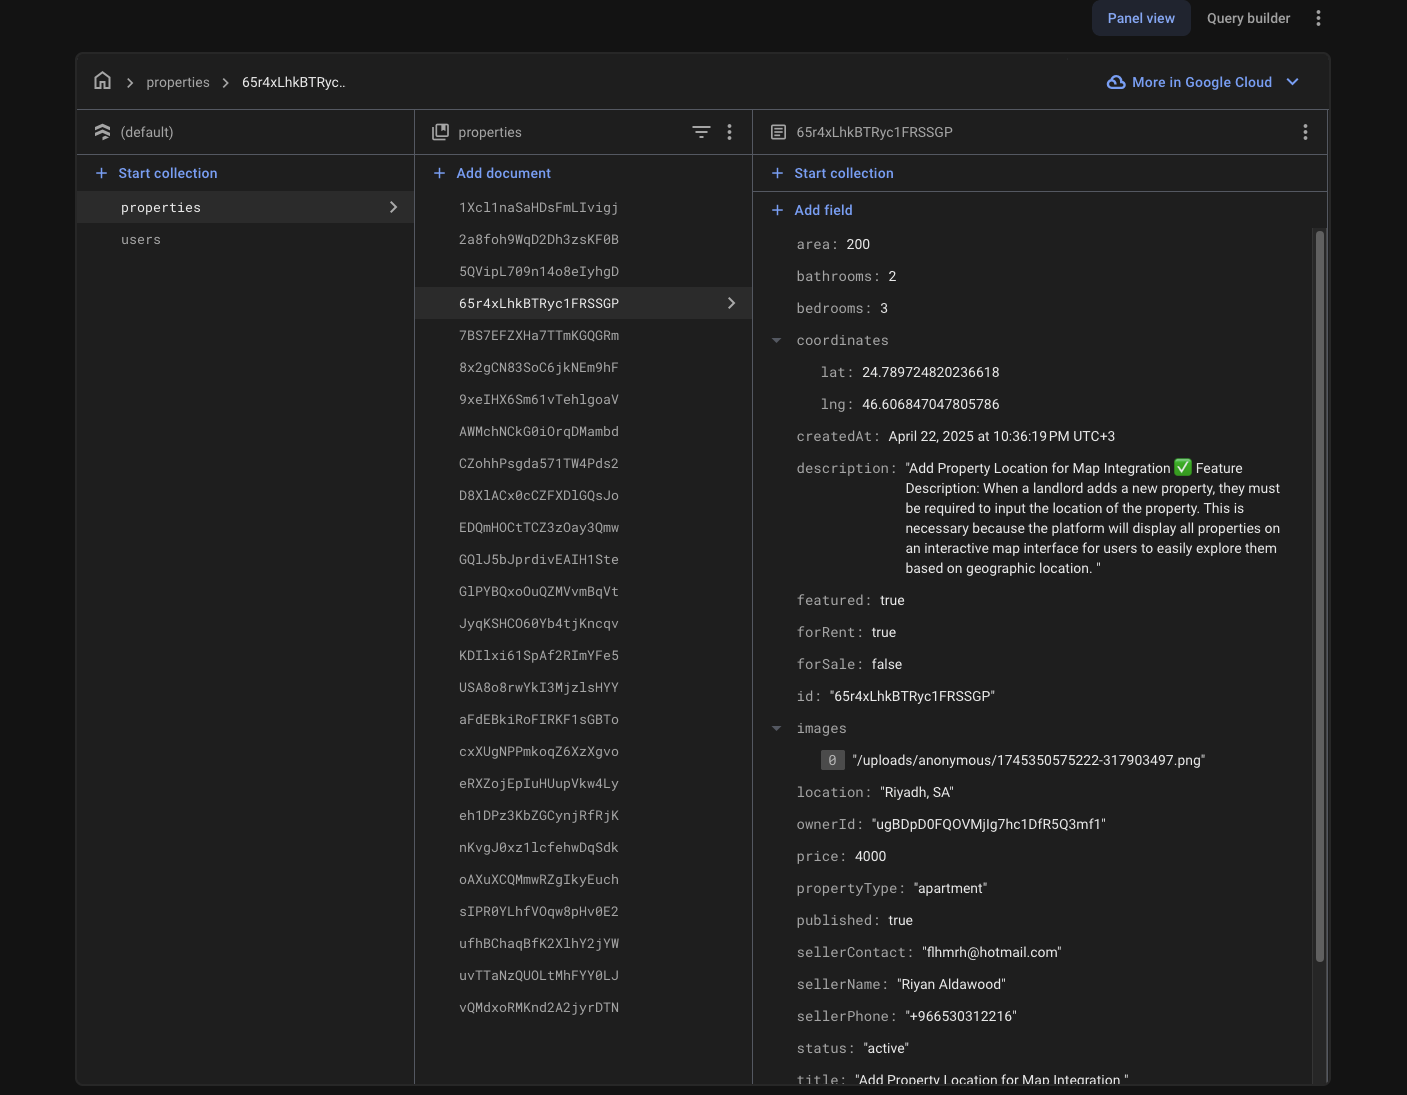 Panel view
Query builder
properties
65r4xLhkBTRyc..
More in Google Cloud
(default)
Start collection
properties
users
properties
Add document
1Xcl1naSaHDsFmLIvigj
2a8foh9WqD2Dh3zsKF0B
5QVipL709n14o8eIyhgD
65r4xLhkBTRyc1FRSSGP
7BS7EFZXHa7TTmKGQGRm
8x2gCN83SoC6jkNEm9hF
9xeIHX6Sm61vTehlgoaV
AWMchNCkG0iOrqDMambd
CZohhPsgda571TW4Pds2
D8XlACx0cCZFXDlGQsJo
EDQmHOCtTCZ3zOay3Qmw
GQlJ5bJprdivEAIH1Ste
GlPYBQxoOuQZMVvmBqVt
JyqKSHCO60Yb4tjKncqv
KDIlxi61SpAf2RImYFe5
USA8o8rwYkI3MjzlsHYY
aFdEBkiRoFIRKF1sGBTo
cxXUgNPPmkoqZ6XzXgvo
eRXZojEpIuHUupVkw4Ly
eh1DPz3KbZGCynjRfRjK
nKvgJ0xz1lcfehwDqSdk
oAXuXCQMmwRZgIkyEuch
sIPR0YLhfVOqw8pHv0E2
ufhBChaqBfK2XlhY2jYW
uvTTaNzQUOLtMhFYY0LJ
vQMdxoRMKnd2A2jyrDTN
65r4xLhkBTRyc1FRSSGP
Start collection
Add field
area: 200
bathrooms: 2
bedrooms: 3
coordinates
lat: 24.789724820236618
lng: 46.606847047805786
createdAt: April 22, 2025 at 10:36:19 PM UTC+3
description: "Add Property Location for Map Integration ✅ Feature
Description: When a landlord adds a new property, they must
be required to input the location of the property. This is
necessary because the platform will display all properties on
an interactive map interface for users to easily explore them
based on geographic location. "
featured: true
forRent: true
forSale: false
id: "65r4xLhkBTRyc1FRSSGP"
images
0 "/uploads/anonymous/1745350575222-317903497.png"
location: "Riyadh, SA"
ownerId: "ugBDpD0FQOVMjIg7hc1DfR5Q3mf1"
price: 4000
propertyType: "apartment"
published: true
sellerContact: "flhmrh@hotmail.com"
sellerName: "Riyan Aldawood"
sellerPhone: "+966530312216"
status: "active"
title: "Add Property Location for Map Integration "